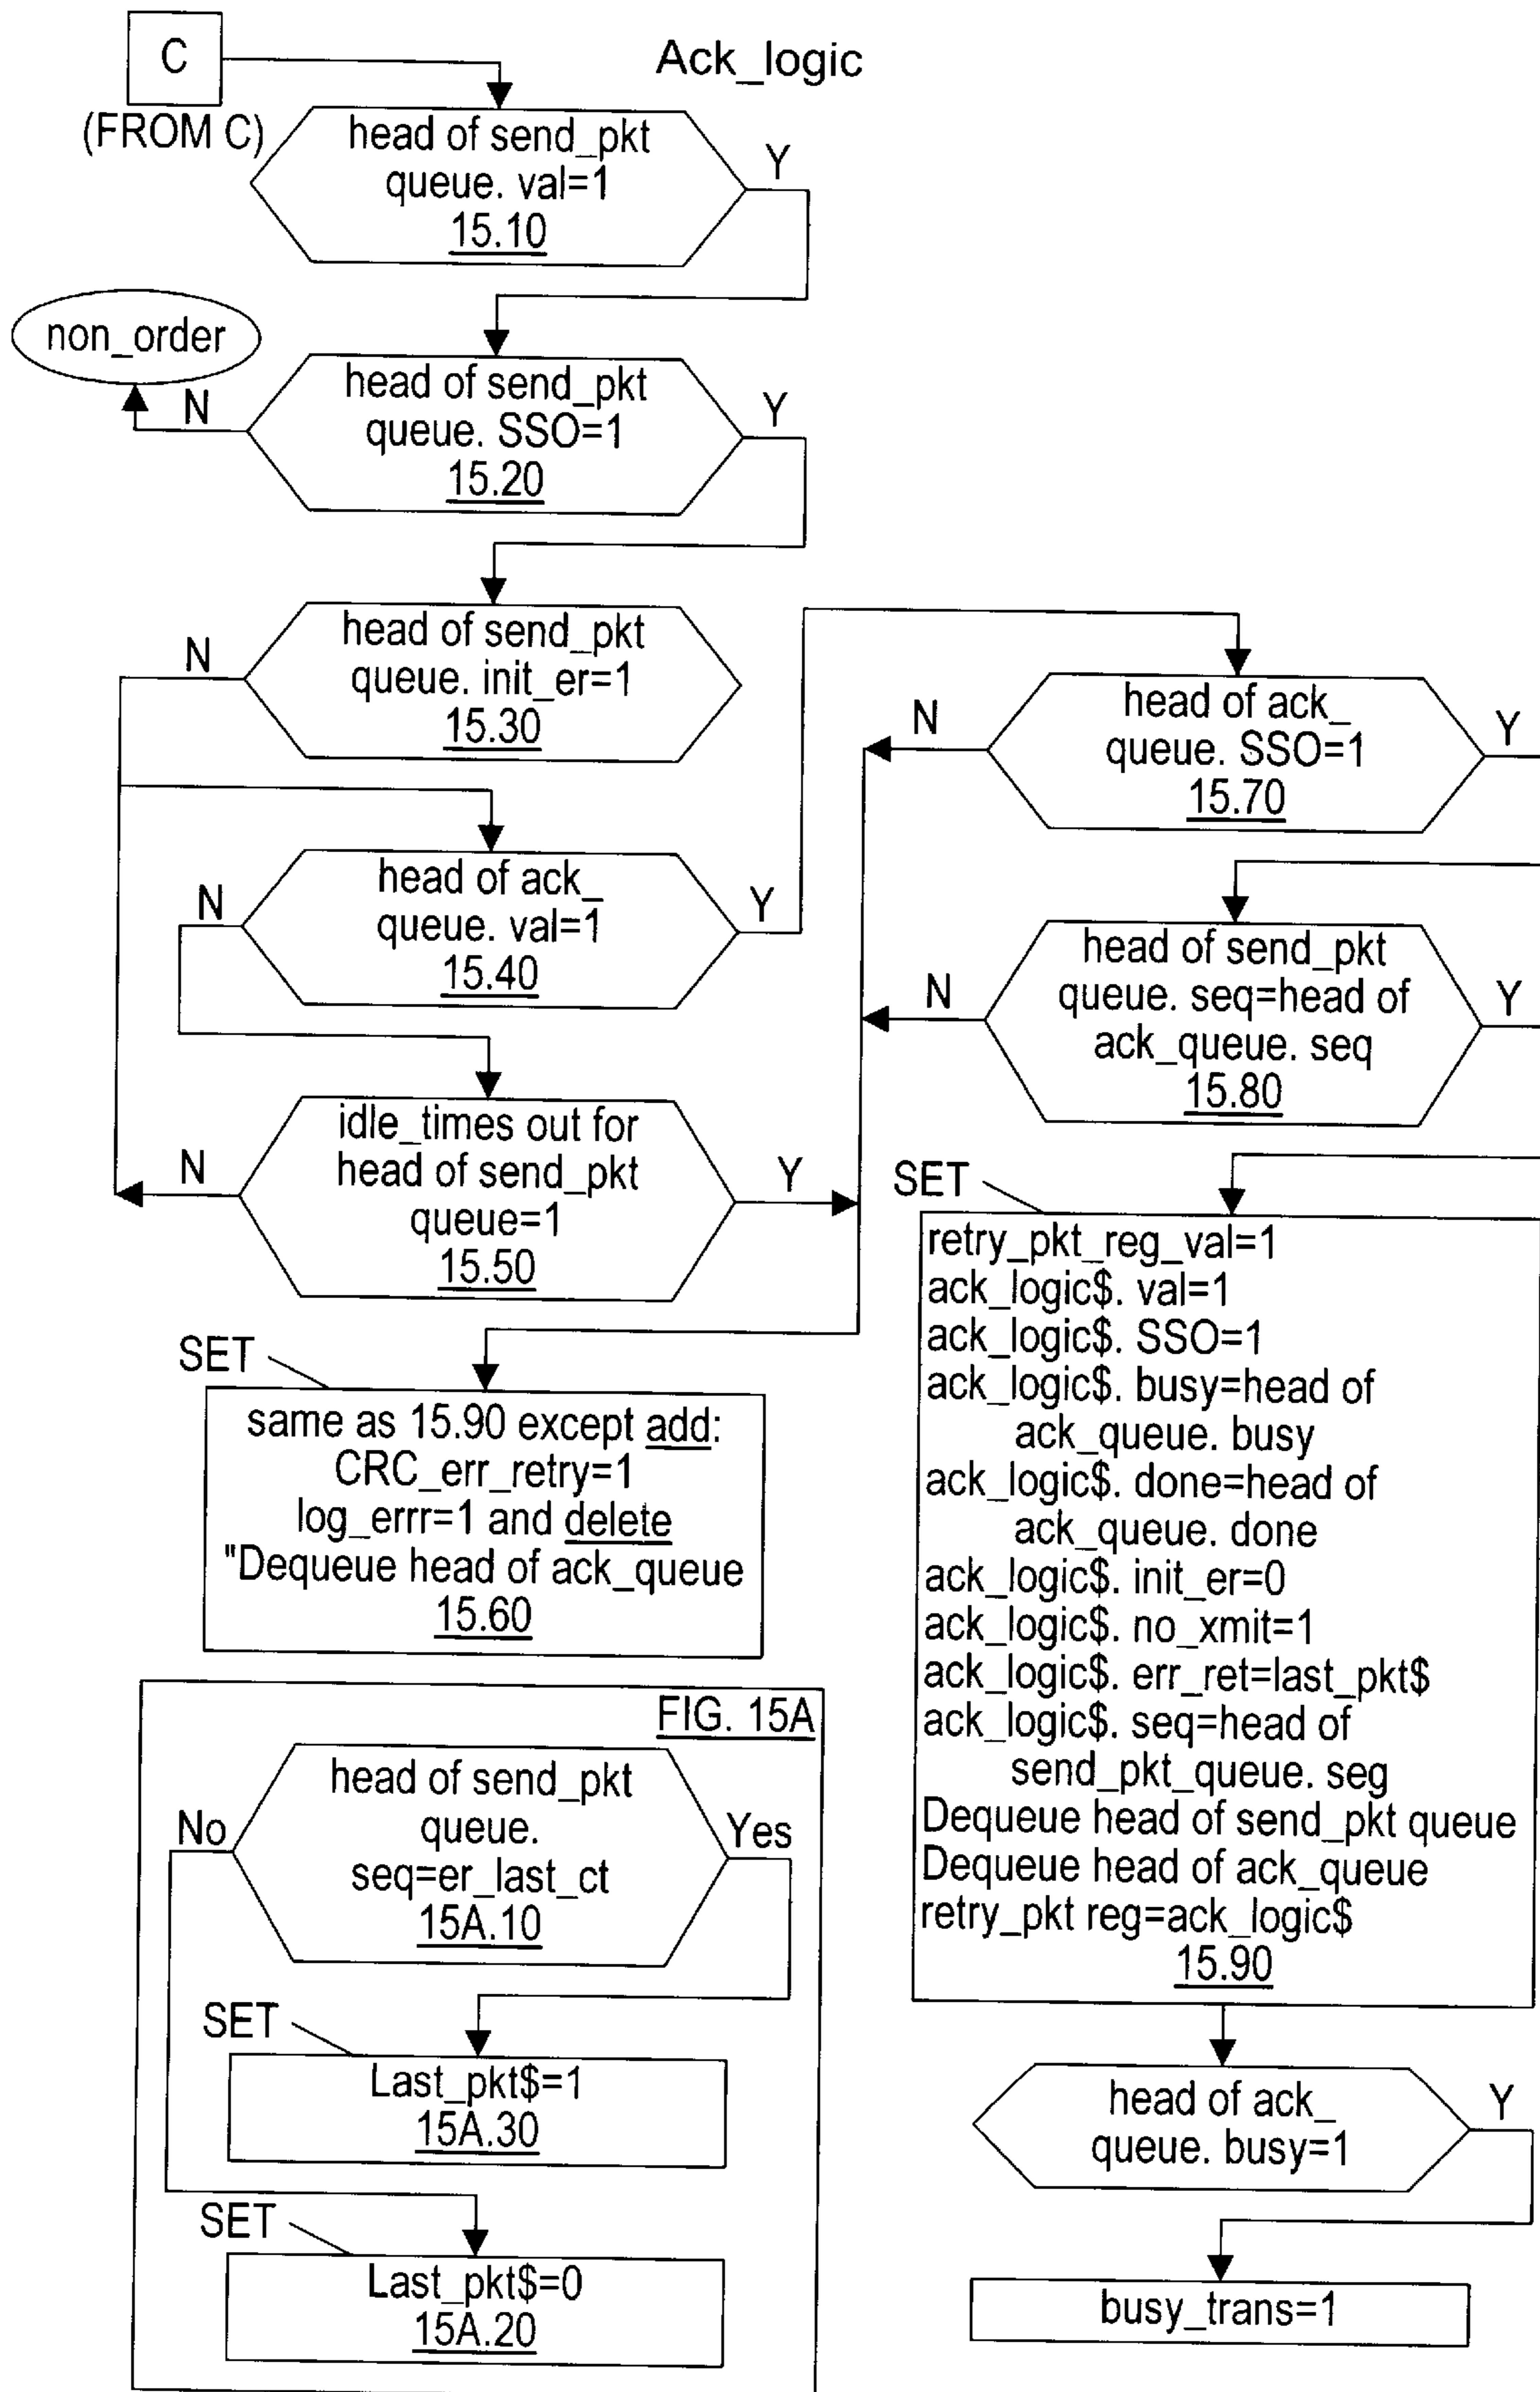 C
Ack_logic
(FROM C)
head of send_pkt
queue. val=1
15.10
Y
non_order
N
head of send_pkt
queue. SSO=1
15.20
Y
N
head of send_pkt
queue. init_er=1
15.30
N
head of ack_
queue. val=1
15.40
Y
N
idle_times out for
head of send_pkt
queue=1
15.50
Y
SET
same as 15.90 except add:
CRC_err_retry=1
log_errr=1 and delete
"Dequeue head of ack_queue
15.60
N
head of ack_
queue. SSO=1
15.70
Y
N
head of send_pkt
queue. seq=head of
ack_queue. seq
15.80
Y
SET
retry_pkt_reg_val=1
ack_logic$. val=1
ack_logic$. SSO=1
ack_logic$. busy=head of
ack_queue. busy
ack_logic$. done=head of
ack_queue. done
ack_logic$. init_er=0
ack_logic$. no_xmit=1
ack_logic$. err_ret=last_pkt$
ack_logic$. seq=head of
send_pkt_queue. seg
Dequeue head of send_pkt queue
Dequeue head of ack_queue
retry_pkt reg=ack_logic$
15.90
head of ack_
queue. busy=1
Y
busy_trans=1
FIG. 15A
head of send_pkt
queue.
seq=er_last_ct
15A.10
No
Yes
SET
Last_pkt$=1
15A.30
SET
Last_pkt$=0
15A.20